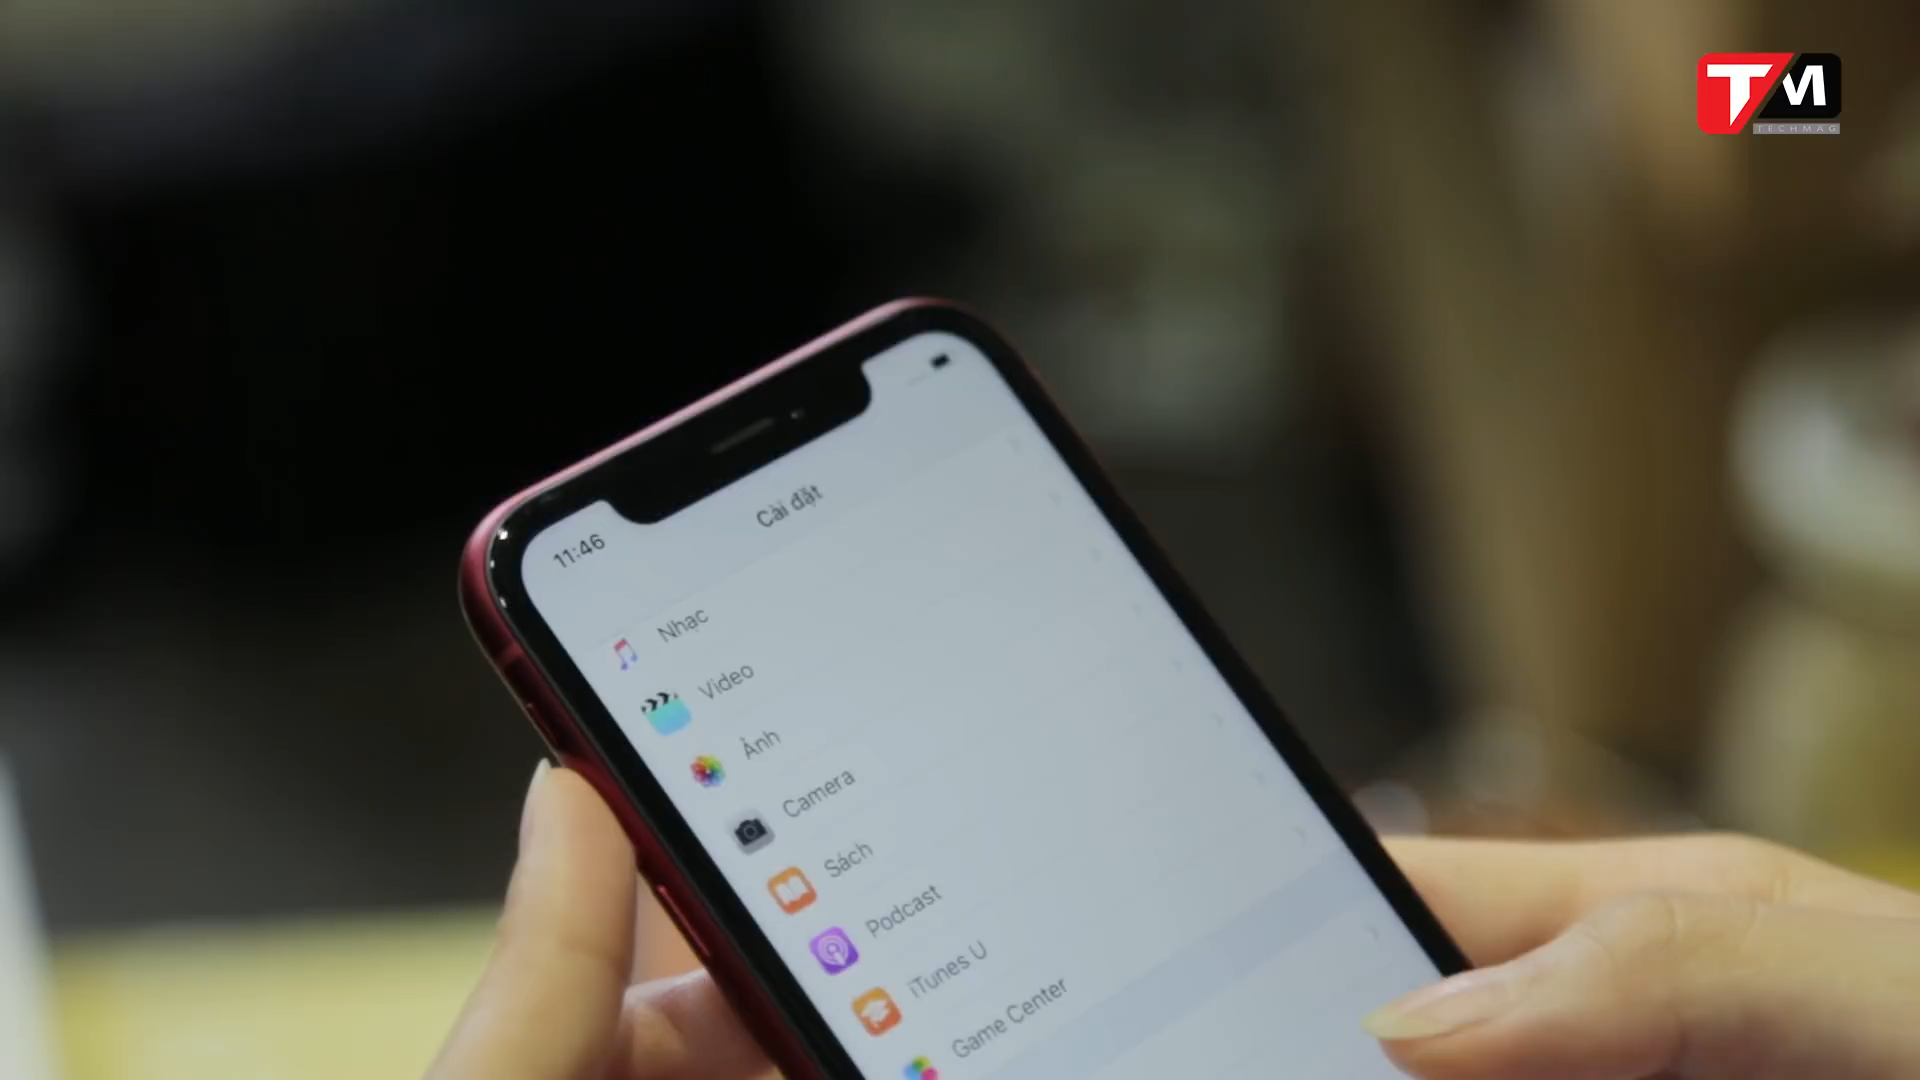 TM
TECHMAG
Cài đặt
11:46
Nhạc
Video
Ảnh
Camera
Sách
Podcast
iTunes U
Game Center